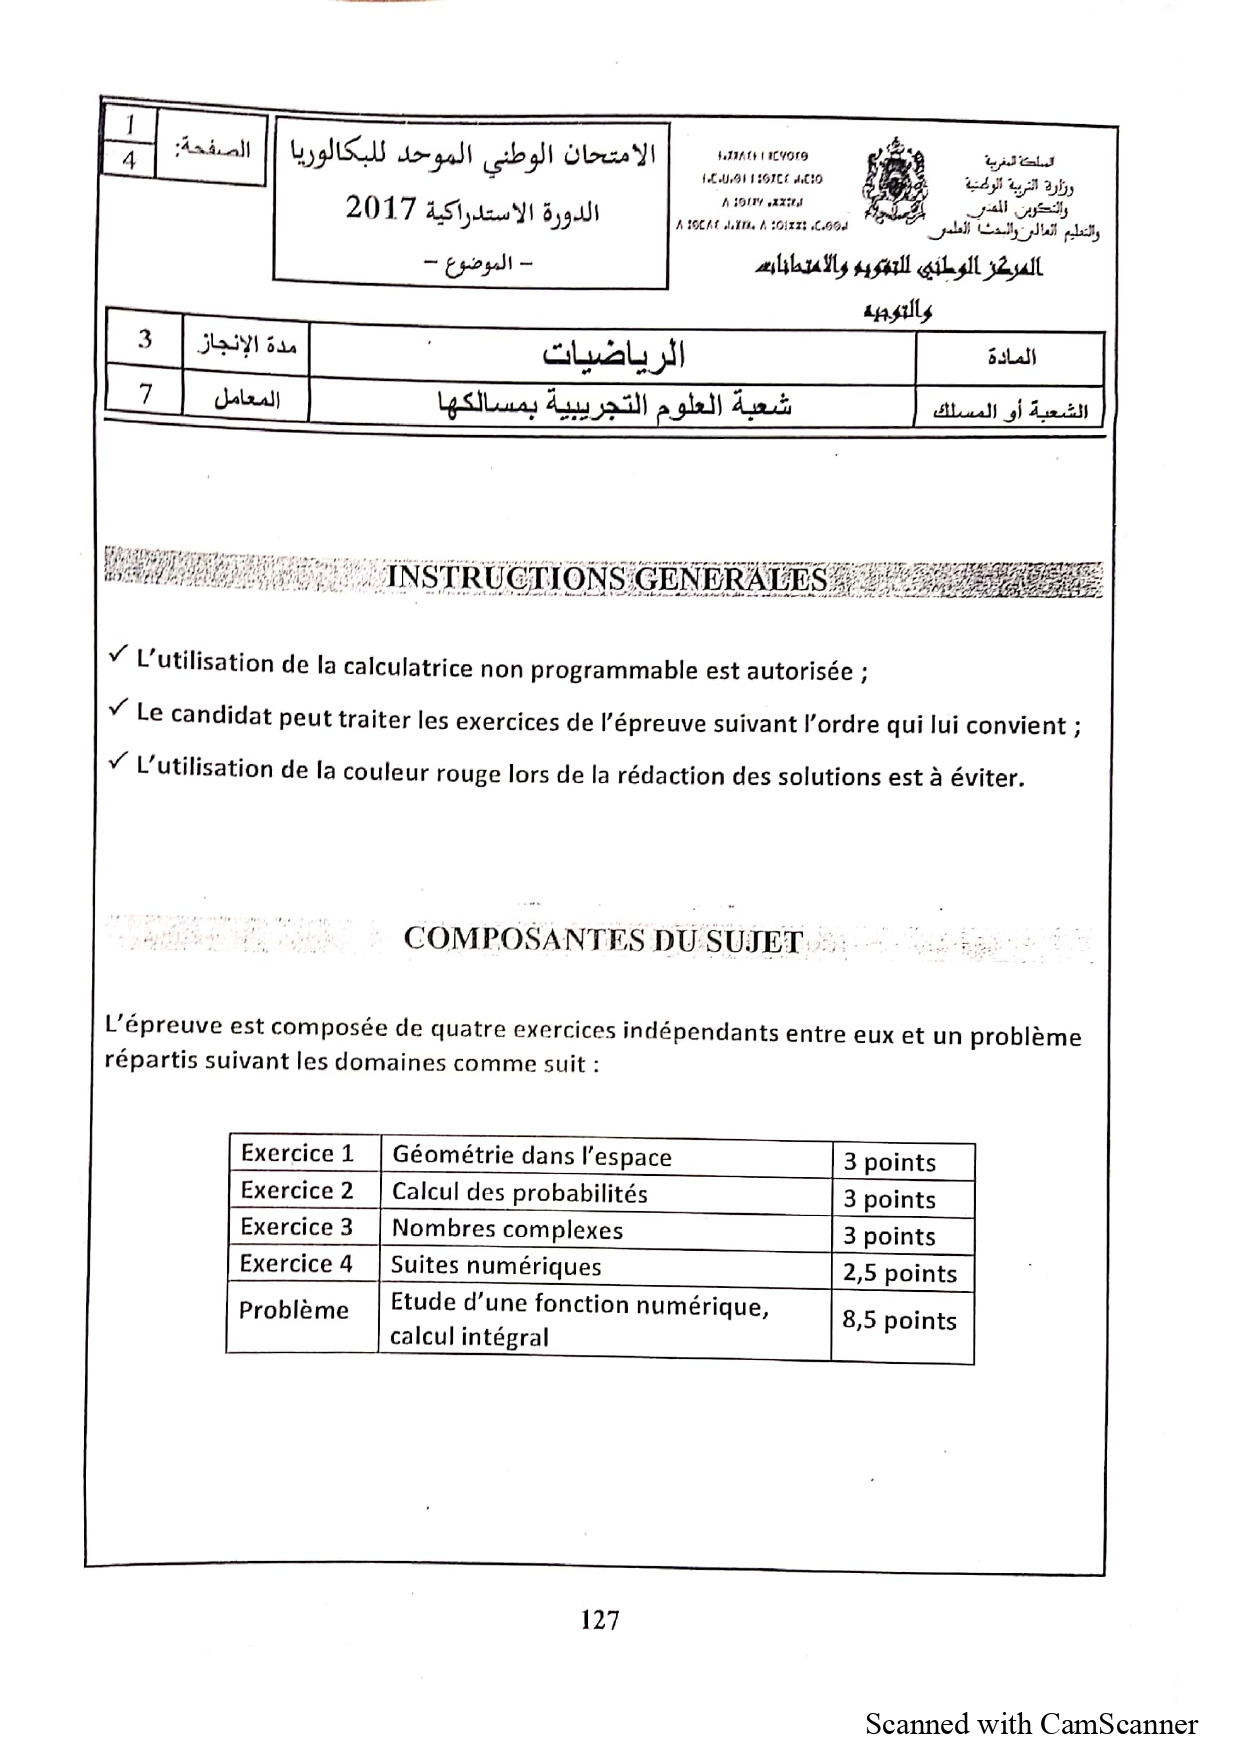 1
4
الصفحة:
الامتحان الوطني الموحد للبكالوريا
الدورة الاستدراكية 2017
- الموضوع -
المملكة المغربية
وزارة التربية الوطنية
والتكوين المهني
والتعليم العالي والبحث العلمي
المركز الوطني للتقويم والامتحانات
والتوجيه
المادة
الرياضيات
مدة الإنجاز
3
الشعبة أو المسلك
شعبة العلوم التجريبية بمسالكها
المعامل
7
INSTRUCTIONS GENERALES
✓ L'utilisation de la calculatrice non programmable est autorisée ;
✓ Le candidat peut traiter les exercices de l'épreuve suivant l'ordre qui lui convient ;
✓ L'utilisation de la couleur rouge lors de la rédaction des solutions est à éviter.
COMPOSANTES DU SUJET
L'épreuve est composée de quatre exercices indépendants entre eux et un problème
répartis suivant les domaines comme suit :
Exercice 1 Géométrie dans l'espace 3 points
Exercice 2 Calcul des probabilités 3 points
Exercice 3 Nombres complexes 3 points
Exercice 4 Suites numériques 2,5 points
Problème Etude d'une fonction numérique,
calcul intégral 8,5 points
127
Scanned with CamScanner